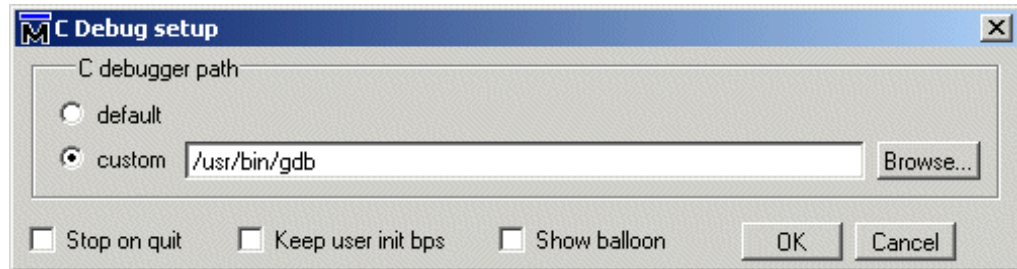 M C Debug setup
C debugger path
default
custom /usr/bin/gdb Browse...
Stop on quit Keep user init bps Show balloon OK Cancel